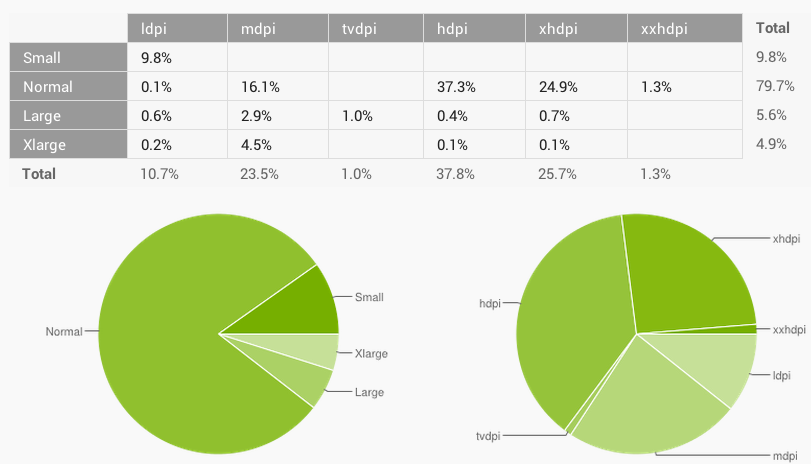 ldpi mdpi tvdpi hdpi xhdpi xxhdpi Total
Small 9.8% 9.8%
Normal 0.1% 16.1% 37.3% 24.9% 1.3% 79.7%
Large 0.6% 2.9% 1.0% 0.4% 0.7% 5.6%
Xlarge 0.2% 4.5% 0.1% 0.1% 4.9%
Total 10.7% 23.5% 1.0% 37.8% 25.7% 1.3%
Normal
Small
Xlarge
Large
xhdpi
hdpi
xxhdpi
ldpi
tvdpi
mdpi